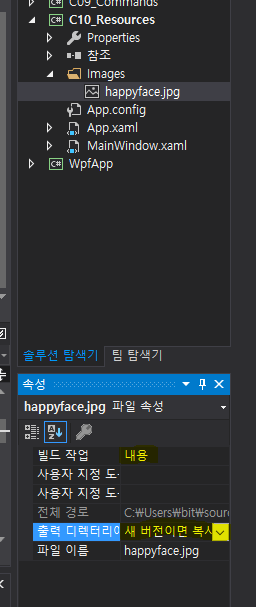 C09_Commands
C10_Resources
Properties
참조
Images
happyface.jpg
App.config
App.xaml
MainWindow.xaml
WpfApp
솔루션 탐색기 팀 탐색기
속성
happyface.jpg 파일 속성
빌드 작업 내용
사용자 지정 도
사용자 지정 도
전체 경로 C:₩Users₩bit₩sour
출력 디렉터리에 새 버전이면 복사
파일 이름 happyface.jpg